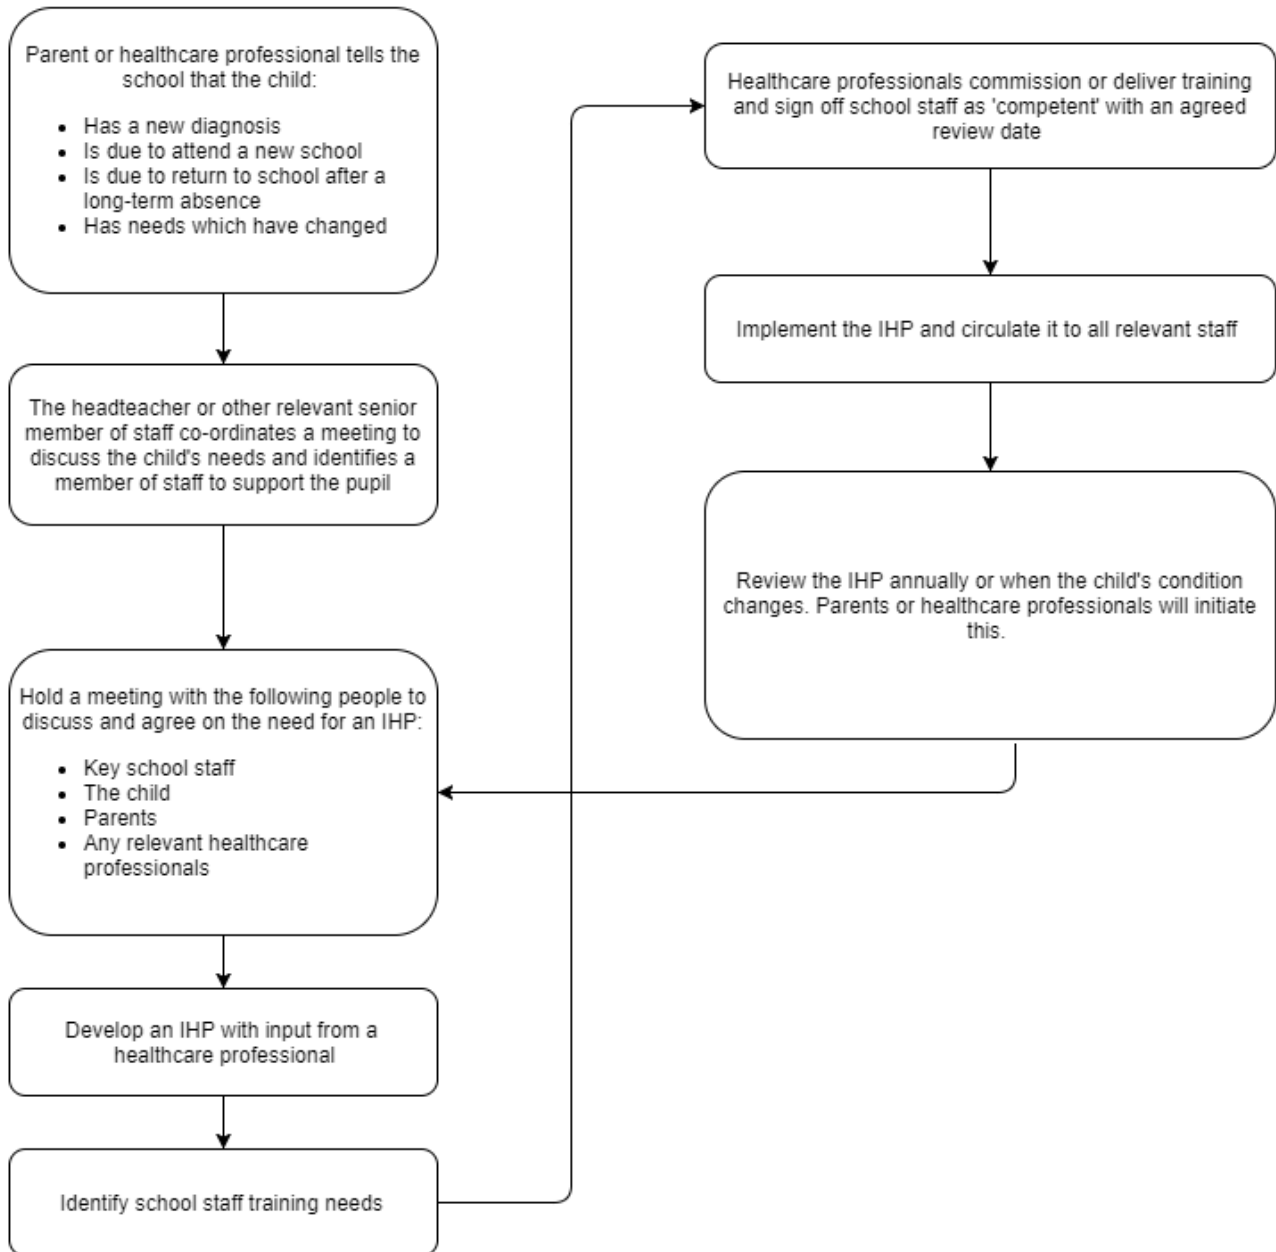 Parent or healthcare professional tells the
school that the child:
• Has a new diagnosis
• Is due to attend a new school
• Is due to return to school after a
long-term absence
• Has needs which have changed
The headteacher or other relevant senior
member of staff co-ordinates a meeting to
discuss the child's needs and identifies a
member of staff to support the pupil
Hold a meeting with the following people to
discuss and agree on the need for an IHP:
• Key school staff
• The child
• Parents
• Any relevant healthcare
professionals
Develop an IHP with input from a
healthcare professional
Identify school staff training needs
Healthcare professionals commission or deliver training
and sign off school staff as 'competent' with an agreed
review date
Implement the IHP and circulate it to all relevant staff
Review the IHP annually or when the child's condition
changes. Parents or healthcare professionals will initiate
this.